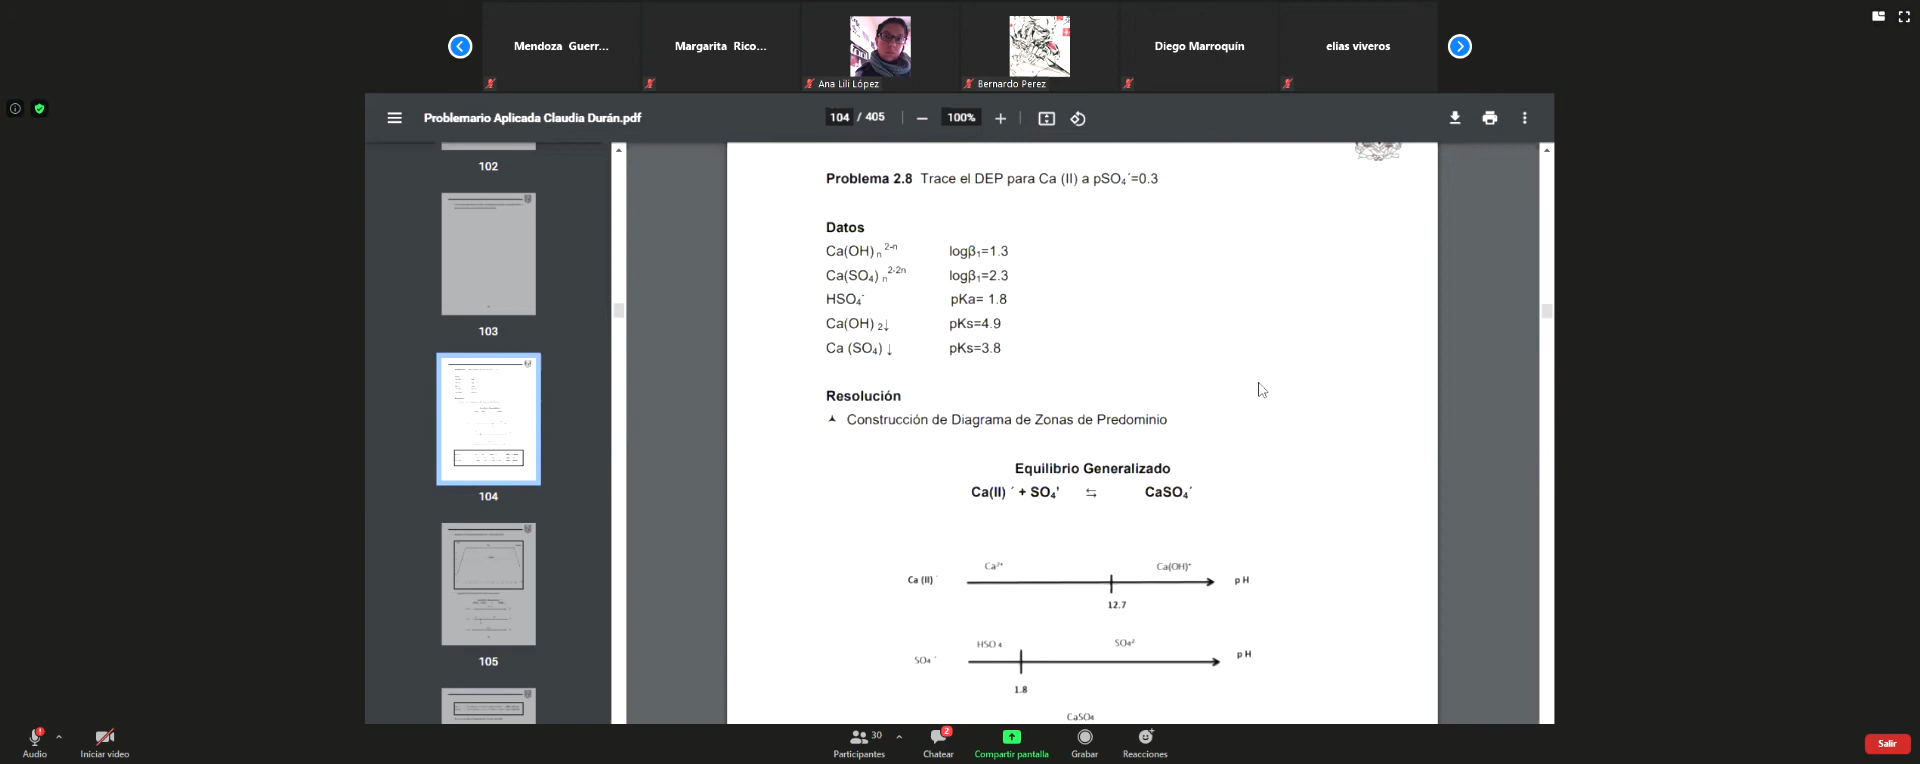 Mendoza Guerr...
Margarita Rico...
Ana Lili López
Bernardo Perez
Diego Marroquín
elias viveros
Problemario Aplicada Claudia Durán.pdf
104 / 405
100%
102
103
104
105
Problema 2.8 Trace el DEP para Ca (II) a pSO₄´=0.3
Datos
Ca(OH)ₙ²⁻ⁿ logβ₁=1.3
Ca(SO₄)ₙ²⁻²ⁿ logβ₁=2.3
HSO₄⁻ pKa= 1.8
Ca(OH) ₂↓ pKs=4.9
Ca (SO₄) ↓ pKs=3.8
Resolución
Construcción de Diagrama de Zonas de Predominio
Equilibrio Generalizado
Ca(II) ´ + SO₄' ⇆ CaSO₄´
Ca²⁺ Ca(OH)⁺
Ca (II) ´ pH
12.7
HSO₄ SO₄²
SO₄ ´ pH
1.8
CaSO₄
Audio
Iniciar video
30
Participantes
2
Chatear
Compartir pantalla
Grabar
Reacciones
Salir